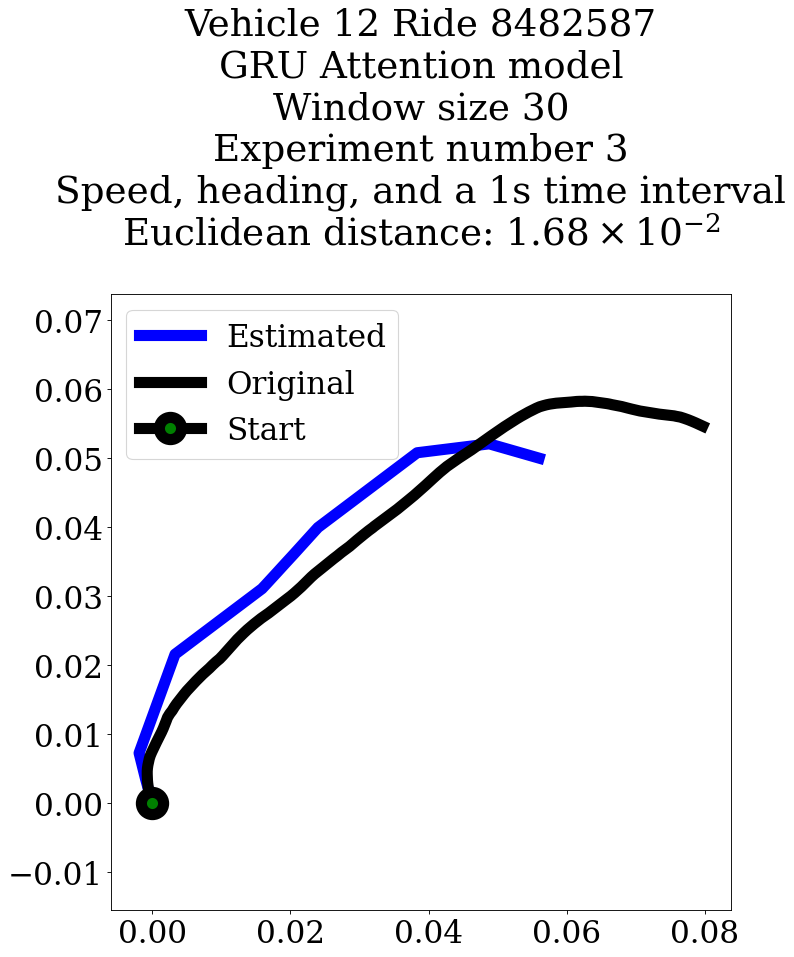 Vehicle 12 Ride 8482587
GRU Attention model
Window size 30
Experiment number 3
Speed, heading, and a 1s time interval
Euclidean distance: 1.68 × 10⁻²
0.07
0.06
0.05
0.04
0.03
0.02
0.01
0.00
−0.01
Estimated
Original
Start
0.00 0.02 0.04 0.06 0.08